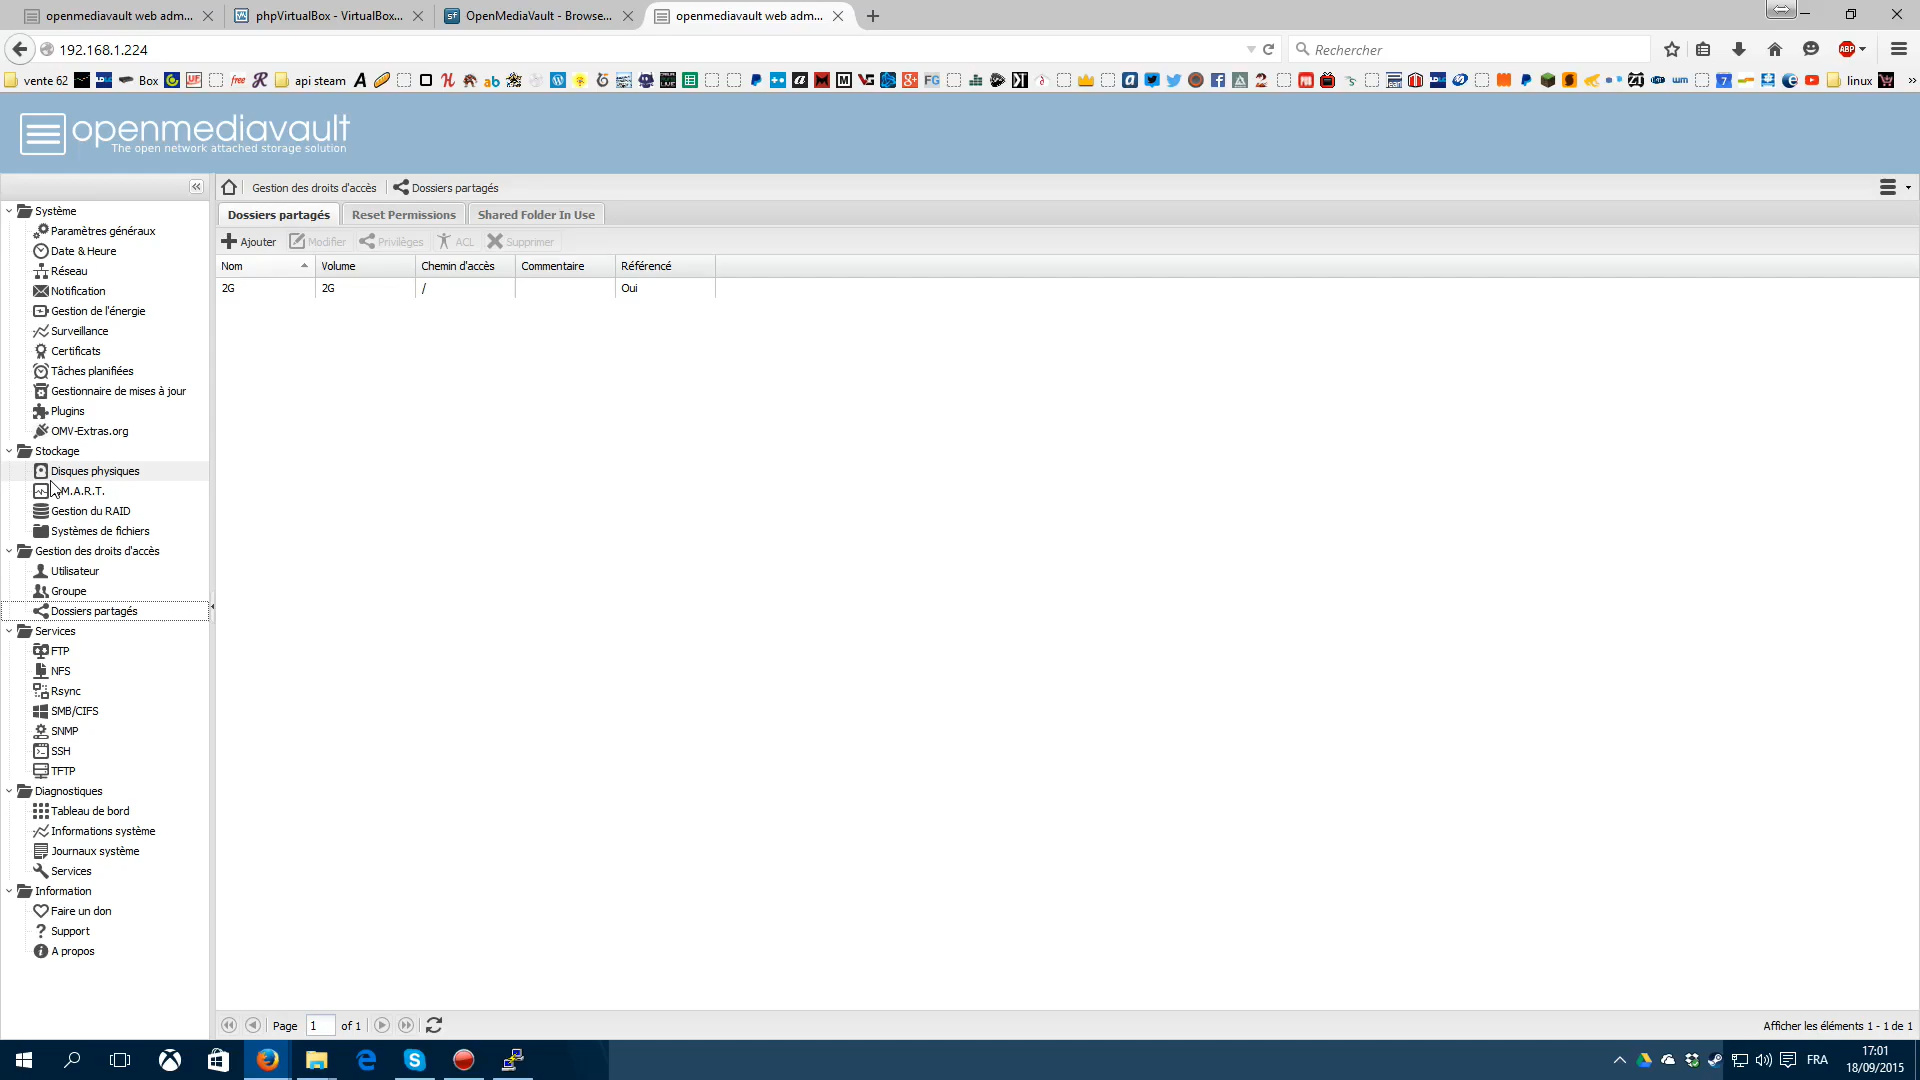 openmediavault web adm...
phpVirtualBox - VirtualBox...
OpenMediaVault - Browse...
openmediavault web adm...
192.168.1.224
Rechercher
ABP
vente 62
Box
free
api steam
linux
openmediavault
The open network attached storage solution
Gestion des droits d'accès
Dossiers partagés
Dossiers partagés
Reset Permissions
Shared Folder In Use
Ajouter
Modifier
Privilèges
ACL
Supprimer
Nom
Volume
Chemin d'accès
Commentaire
Référencé
2G
2G
/
Oui
Système
Paramètres généraux
Date & Heure
Réseau
Notification
Gestion de l'énergie
Surveillance
Certificats
Tâches planifiées
Gestionnaire de mises à jour
Plugins
OMV-Extras.org
Stockage
Disques physiques
.M.A.R.T.
Gestion du RAID
Systèmes de fichiers
Gestion des droits d'accès
Utilisateur
Groupe
Dossiers partagés
Services
FTP
NFS
Rsync
SMB/CIFS
SNMP
SSH
TFTP
Diagnostiques
Tableau de bord
Informations système
Journaux système
Services
Information
Faire un don
Support
A propos
Page
1
of 1
Afficher les éléments 1 - 1 de 1
FRA
17:01
18/09/2015